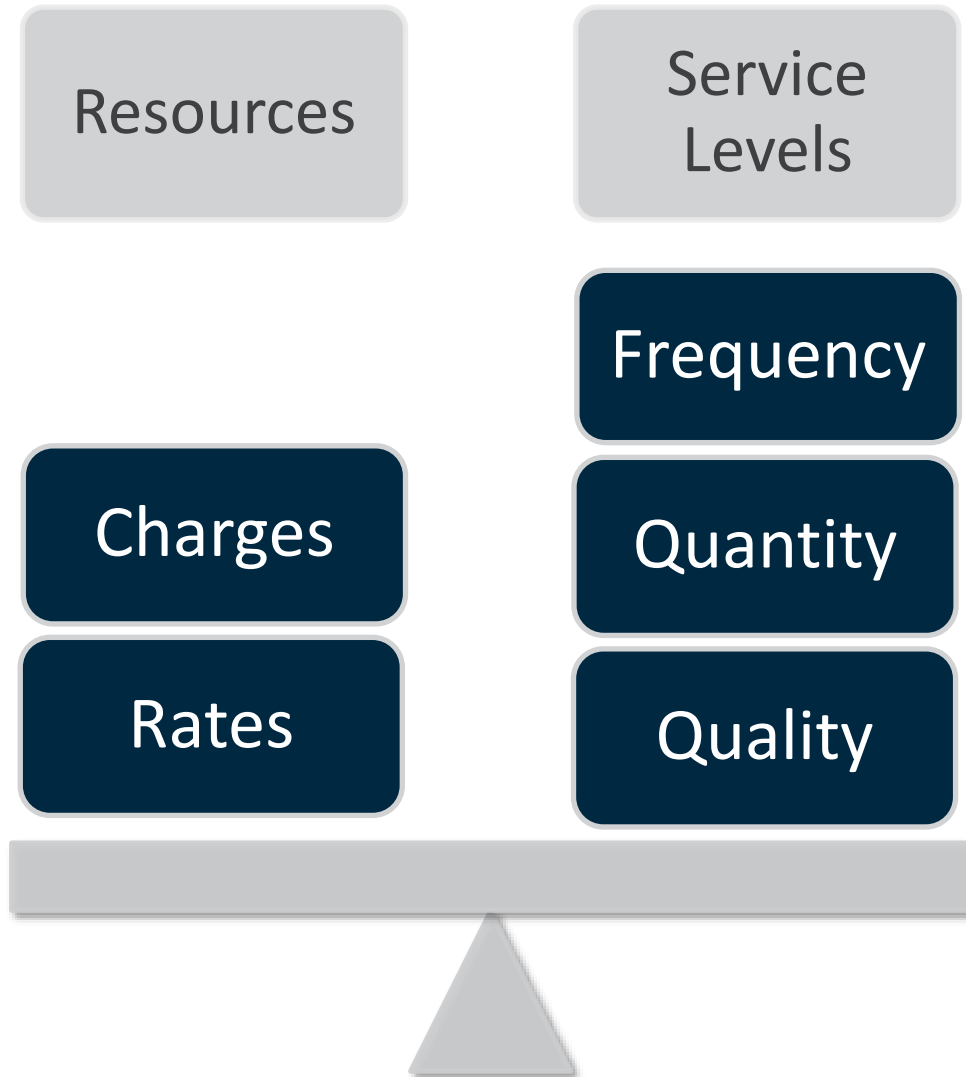 Resources
Service
Levels
Frequency
Charges
Quantity
Rates
Quality